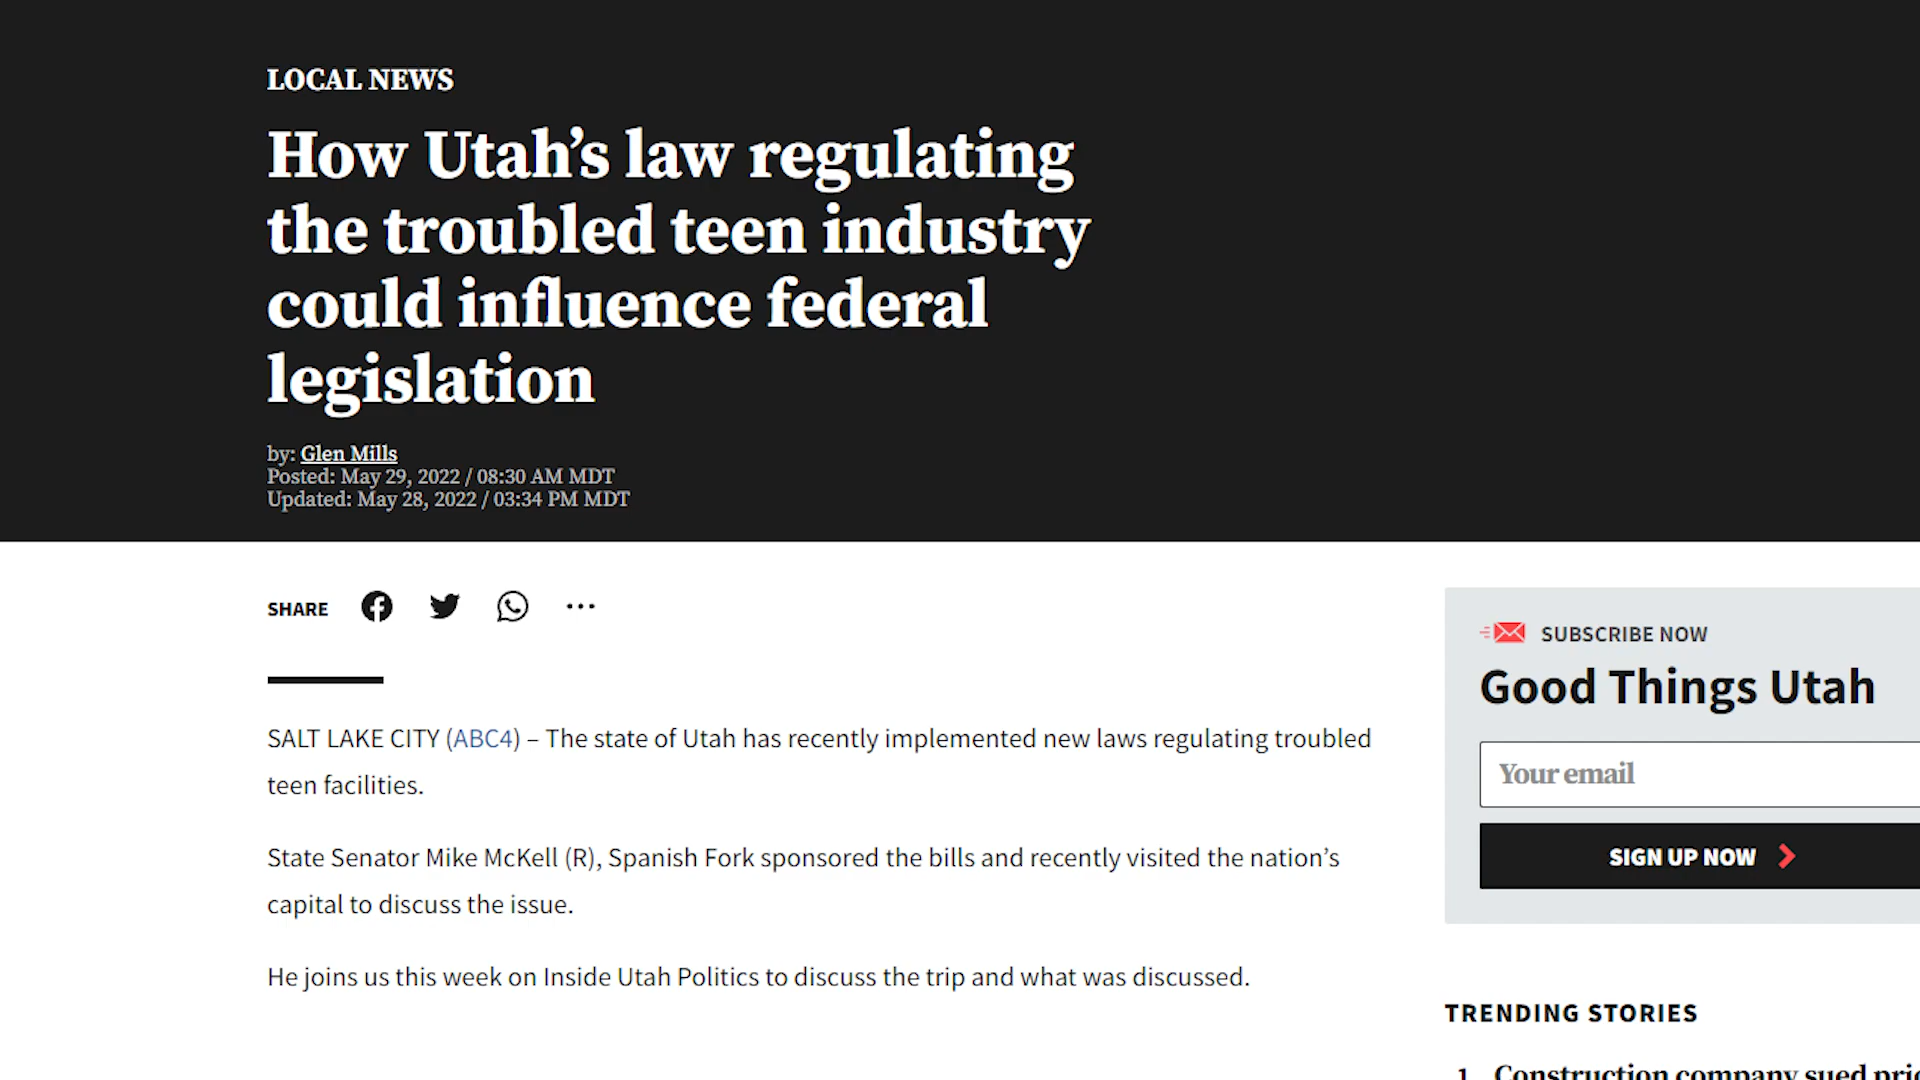 LOCAL NEWS
How Utah’s law regulating
the troubled teen industry
could influence federal
legislation
by: Glen Mills
Posted: May 29, 2022 / 08:30 AM MDT
Updated: May 28, 2022 / 03:34 PM MDT
SHARE
SALT LAKE CITY (ABC4) – The state of Utah has recently implemented new laws regulating troubled
teen facilities.
State Senator Mike McKell (R), Spanish Fork sponsored the bills and recently visited the nation’s
capital to discuss the issue.
He joins us this week on Inside Utah Politics to discuss the trip and what was discussed.
SUBSCRIBE NOW
Good Things Utah
Your email
SIGN UP NOW
TRENDING STORIES
1. Construction company sued